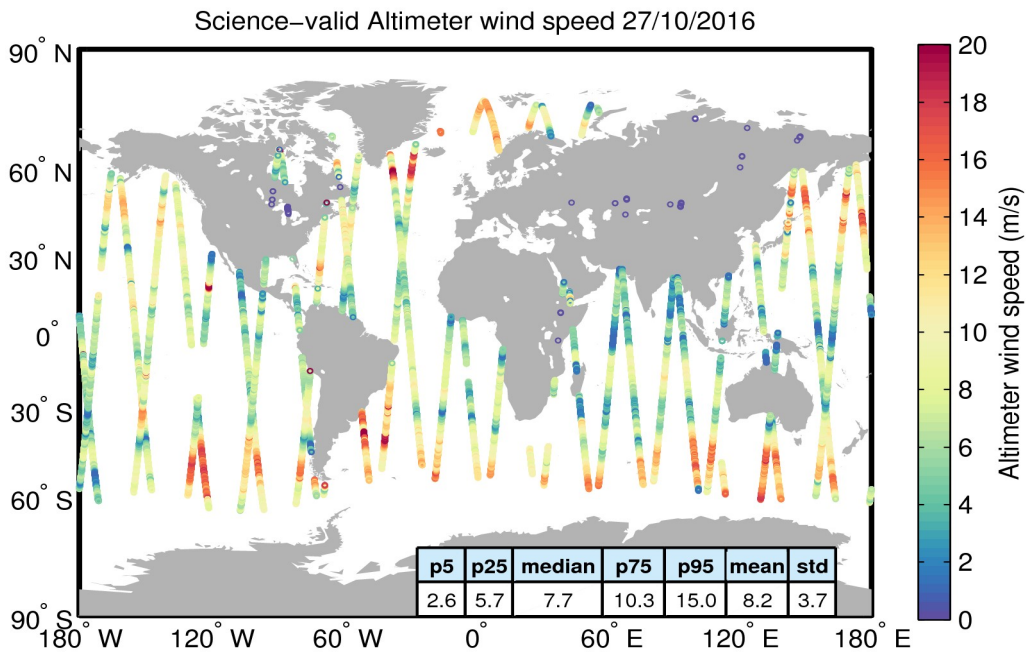 Science−valid Altimeter wind speed 27/10/2016
90° N
60° N
30° N
0°
30° S
60° S
90° S
180° W
120° W
60° W
0°
60° E
120° E
180° E
p5 p25 median p75 p95 mean std
2.6 5.7 7.7 10.3 15.0 8.2 3.7
20
18
16
14
12
10
8
6
4
2
0
Altimeter wind speed (m/s)